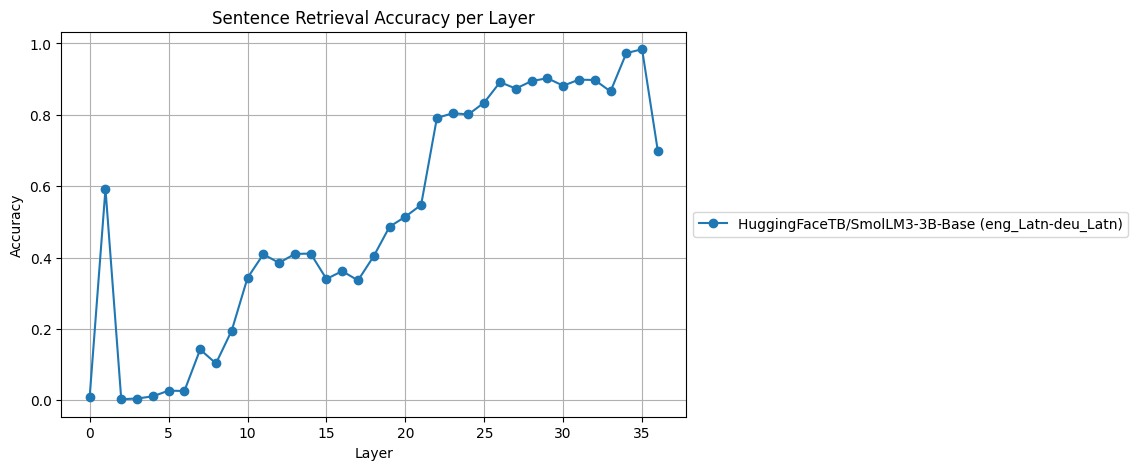 Sentence Retrieval Accuracy per Layer
1.0
0.8
0.6
0.4
0.2
0.0
Accuracy
0 5 10 15 20 25 30 35
Layer
HuggingFaceTB/SmolLM3-3B-Base (eng_Latn-deu_Latn)